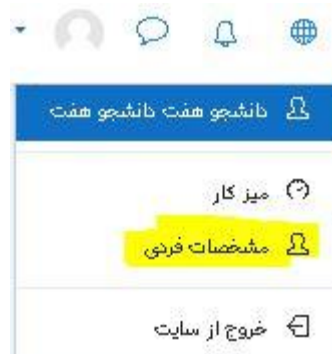 دانشجو هفت دانشجو هفت
میز کار
مشخصات فردی
خروج از سایت